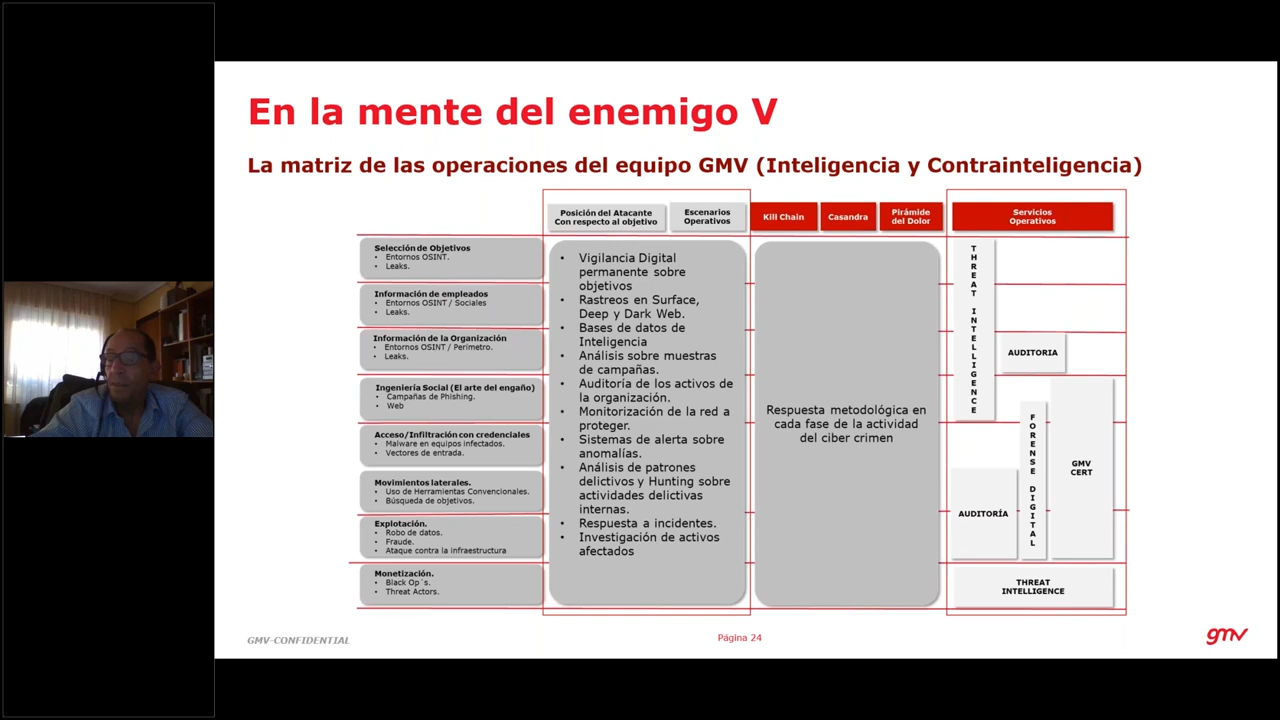 En la mente del enemigo V
La matriz de las operaciones del equipo GMV (Inteligencia y Contrainteligencia)
Posición del Atacante
Con respecto al objetivo
Escenarios
Operativos
Kill Chain
Casandra
Pirámide
del Dolor
Servicios
Operativos
Selección de Objetivos
• Entornos OSINT.
• Leaks.
Información de empleados
• Entornos OSINT / Sociales
• Leaks.
Información de la Organización
• Entornos OSINT / Perímetro.
• Leaks.
Ingeniería Social (El arte del engaño)
• Campañas de Phishing.
• Web
Acceso/Infiltración con credenciales
• Malware en equipos infectados.
• Vectores de entrada.
Movimientos laterales.
• Uso de Herramientas Convencionales.
• Búsqueda de objetivos.
Explotación.
• Robo de datos.
• Fraude.
• Ataque contra la infraestructura
Monetización.
• Black Op´s.
• Threat Actors.
• Vigilancia Digital
permanente sobre
objetivos
• Rastreos en Surface,
Deep y Dark Web.
• Bases de datos de
Inteligencia
• Análisis sobre muestras
de campañas.
• Auditoría de los activos de
la organización.
• Monitorización de la red a
proteger.
• Sistemas de alerta sobre
anomalías.
• Análisis de patrones
delictivos y Hunting sobre
actividades delictivas
internas.
• Respuesta a incidentes.
• Investigación de activos
afectados
Respuesta metodológica en
cada fase de la actividad
del ciber crimen
THREAT INTELLIGENCE
AUDITORIA
FORENSE DIGITAL
GMV
CERT
AUDITORÍA
THREAT
INTELLIGENCE
GMV-CONFIDENTIAL
Página 24
gmv